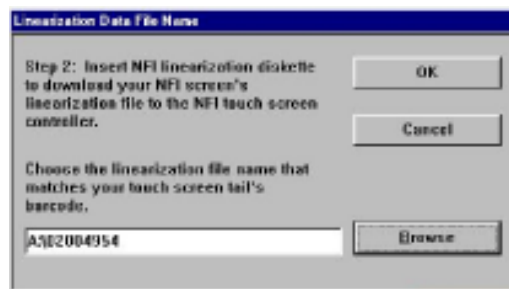 Linearization Data File Name
Step 2: Insert NFI linearization diskette
to download your NFI screen's
linearization file to the NFI touch screen
controller.
OK
Cancel
Choose the linearization file name that
matches your touch screen tail's
barcode.
A:\02004954
Browse